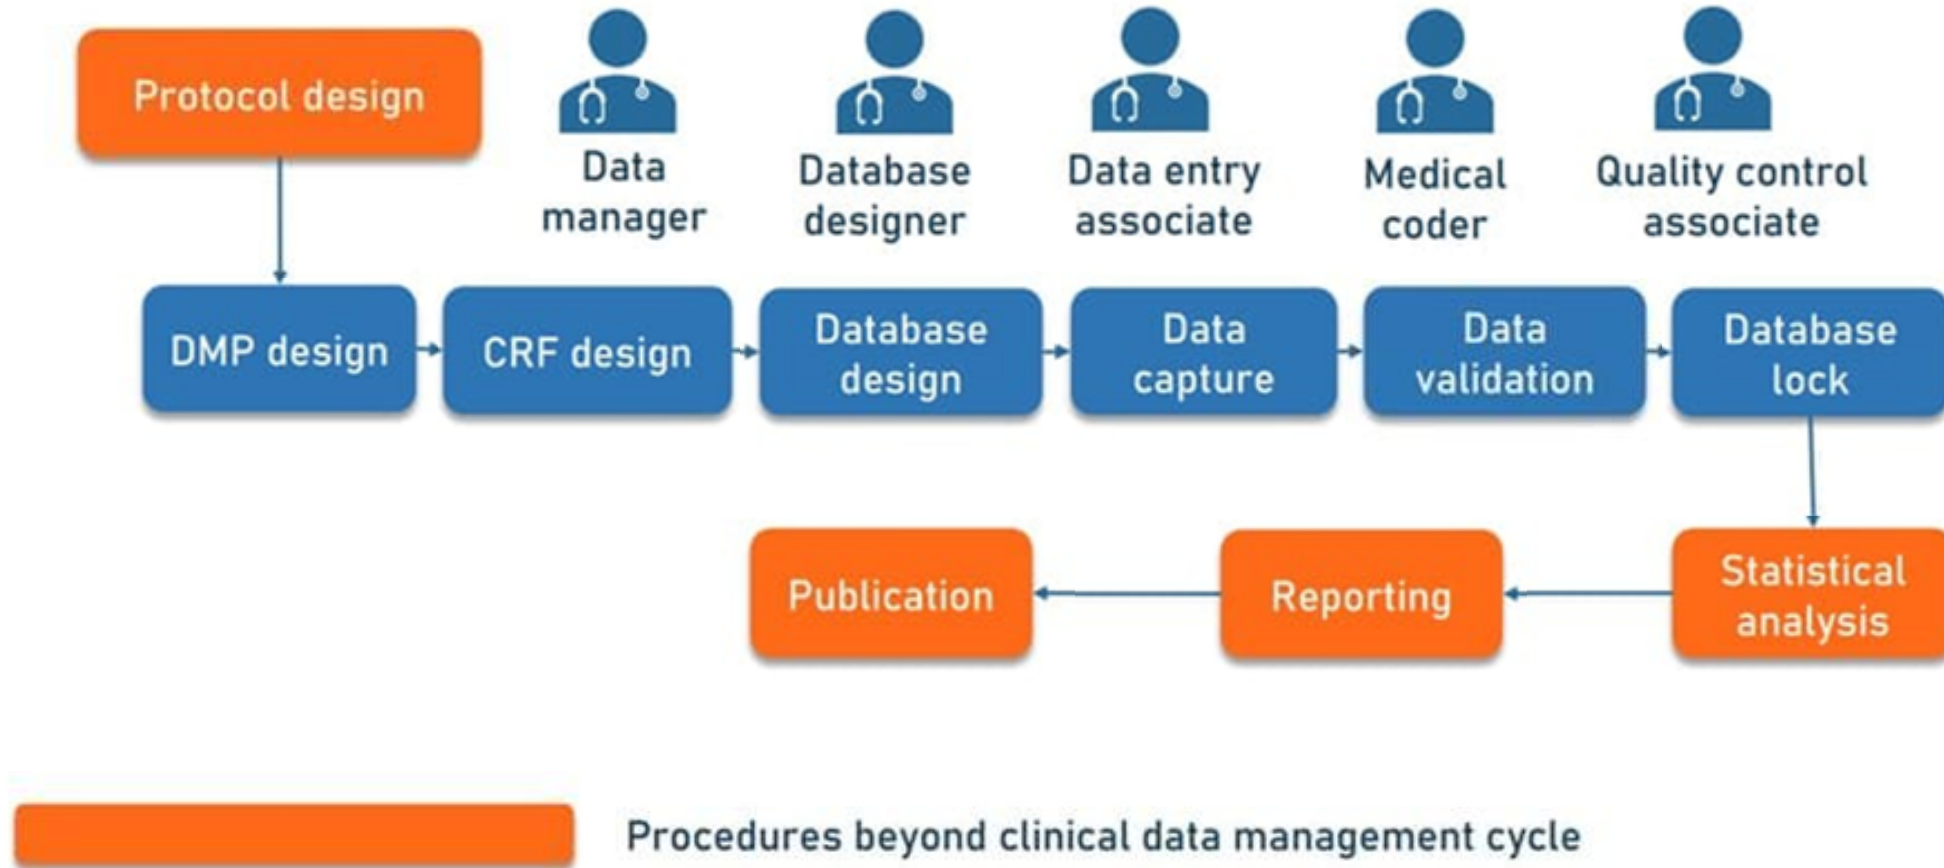 Protocol design
Data
manager
Database
designer
Data entry
associate
Medical
coder
Quality control
associate
DMP design
CRF design
Database
design
Data
capture
Data
validation
Database
lock
Publication
Reporting
Statistical
analysis
Procedures beyond clinical data management cycle